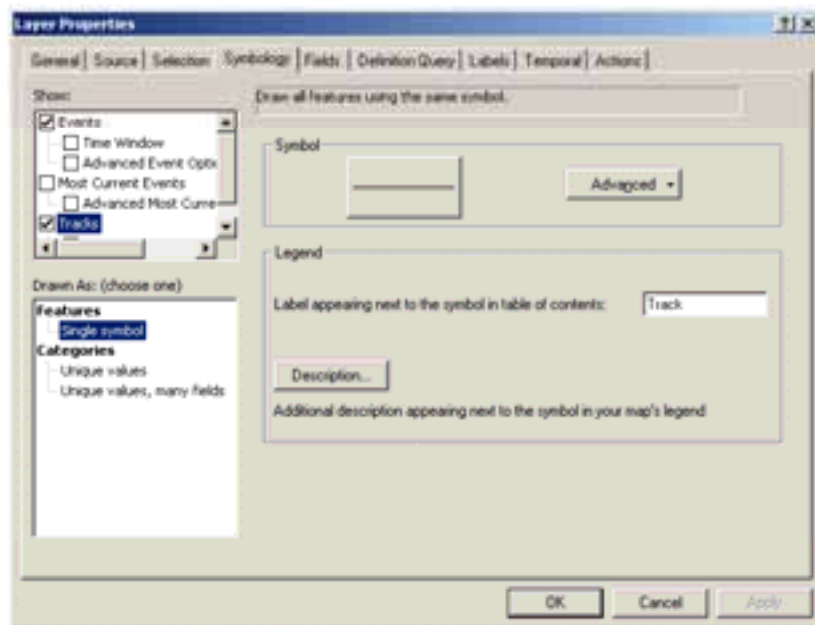 Layer Properties
General Source Selection Symbology Fields Definition Query Labels Temporal Actions
Show:
Events
Time Window
Advanced Event Optic
Most Current Events
Advanced Most Curre
Tracks
Drawn As: (choose one)
Features
Single symbol
Categories
Unique values
Unique values, many fields
Draw all features using the same symbol.
Symbol
Advanced
Legend
Label appearing next to the symbol in table of contents:
Track
Description...
Additional description appearing next to the symbol in your map's legend
OK Cancel Apply